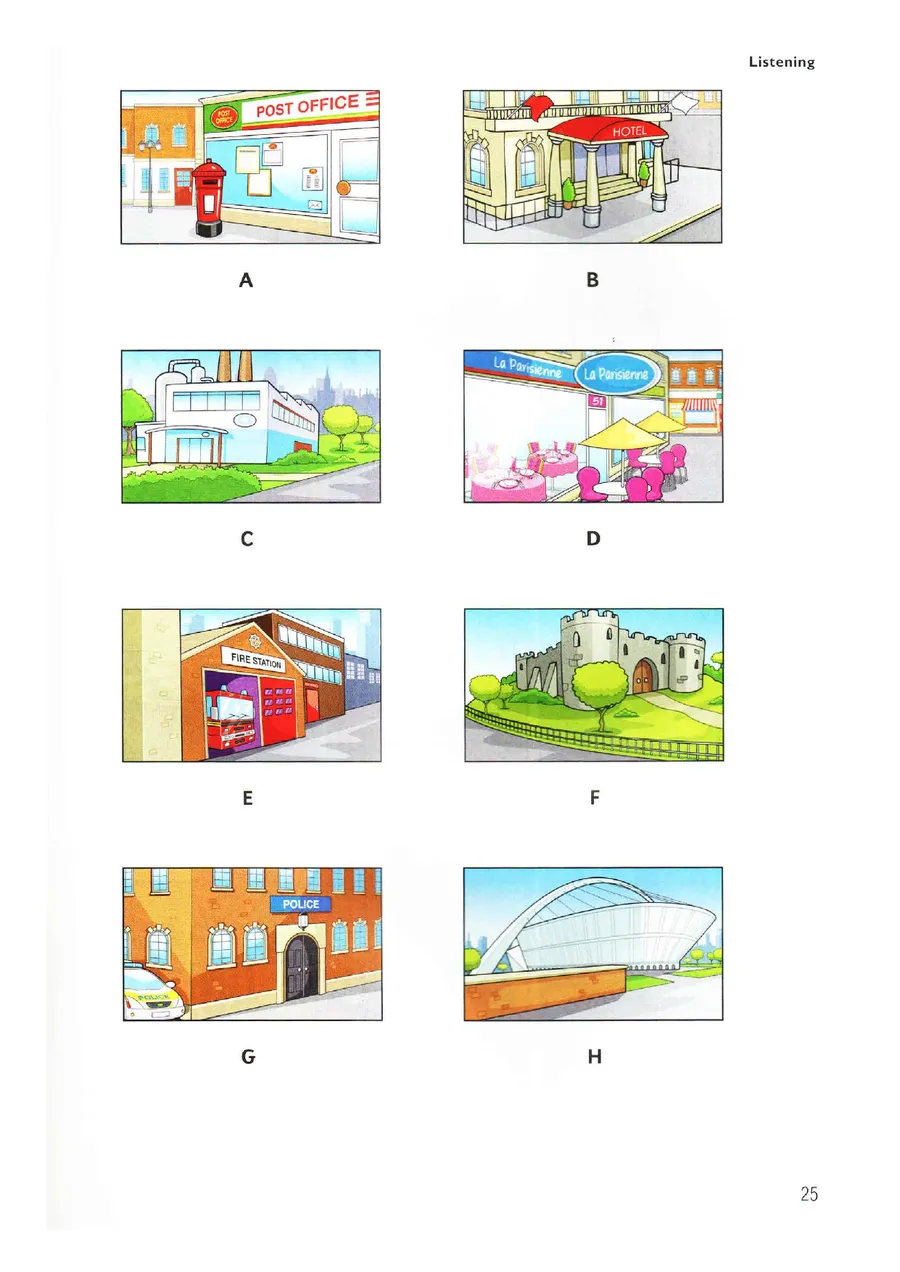 Listening
POST OFFICE
POST
OFFICE
HOTEL
A
B
La Parisienne
La Parisienne
51
C
D
FIRE STATION
E
F
POLICE
POLICE
G
H
25